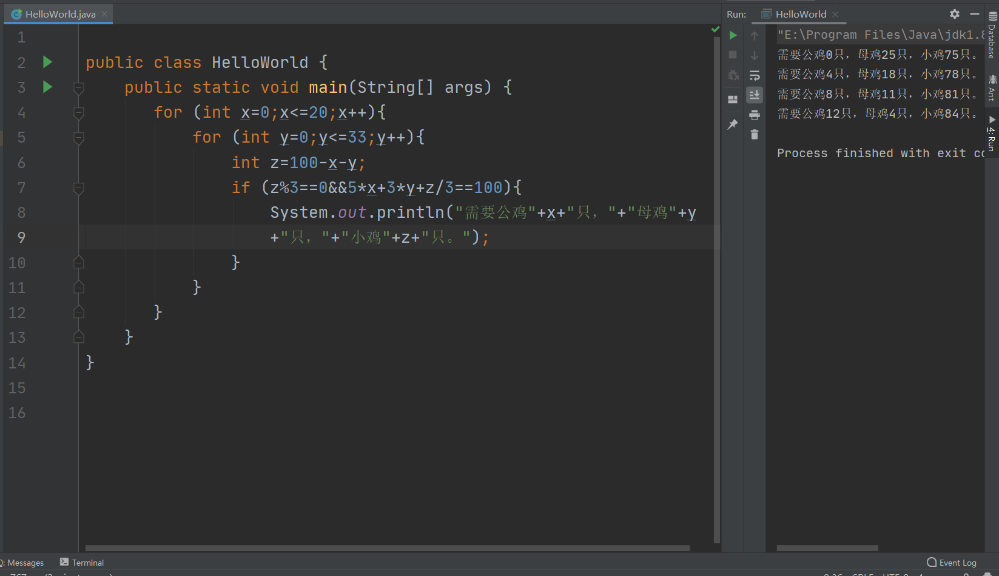 HelloWorld.java
Run: HelloWorld
1
2 public class HelloWorld {
3 public static void main(String[] args) {
4 for (int x=0;x<=20;x++){
5 for (int y=0;y<=33;y++){
6 int z=100-x-y;
7 if (z%3==0&&5*x+3*y+z/3==100){
8 System.out.println("需要公鸡"+x+"只，"+"母鸡"+y
9 +"只，"+"小鸡"+z+"只。");
10 }
11 }
12 }
13 }
14 }
15
16
"E:\Program Files\Java\jdk1.8
需要公鸡0只，母鸡25只，小鸡75只。
需要公鸡4只，母鸡18只，小鸡78只。
需要公鸡8只，母鸡11只，小鸡81只。
需要公鸡12只，母鸡4只，小鸡84只。
Process finished with exit co
Database
Ant
4: Run
0: Messages
Terminal
Event Log